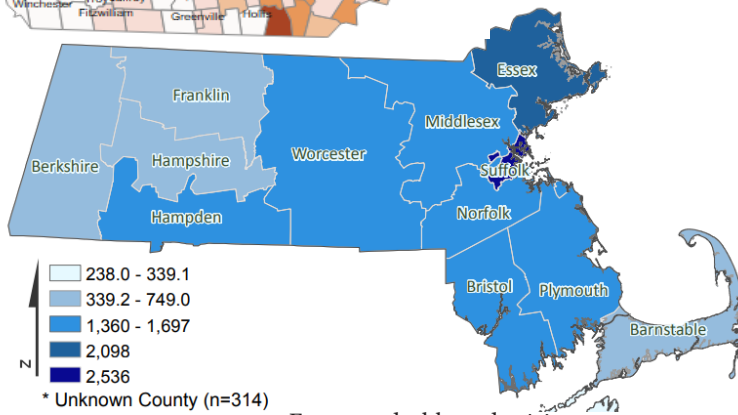 Winchester
Fitzwilliam
Greenville
Hollis
Essex
Franklin
Middlesex
Berkshire
Hampshire
Worcester
Suffolk
Hampden
Norfolk
Bristol
Plymouth
Barnstable
238.0 - 339.1
339.2 - 749.0
1,360 - 1,697
2,098
2,536
N
* Unknown County (n=314)